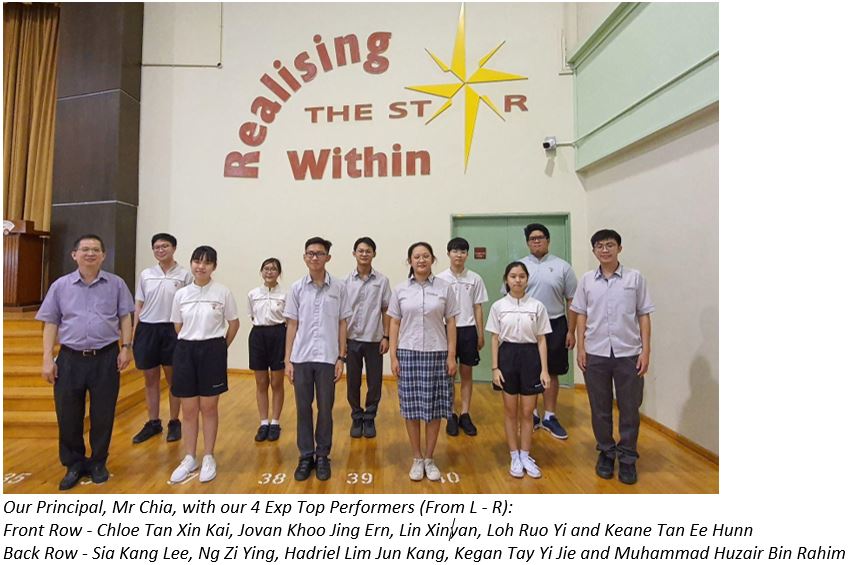 Realising
THE STAR
Within
35
37
38
39
40
Our Principal, Mr Chia, with our 4 Exp Top Performers (From L - R):
Front Row - Chloe Tan Xin Kai, Jovan Khoo Jing Ern, Lin Xinyan, Loh Ruo Yi and Keane Tan Ee Hunn
Back Row - Sia Kang Lee, Ng Zi Ying, Hadriel Lim Jun Kang, Kegan Tay Yi Jie and Muhammad Huzair Bin Rahim